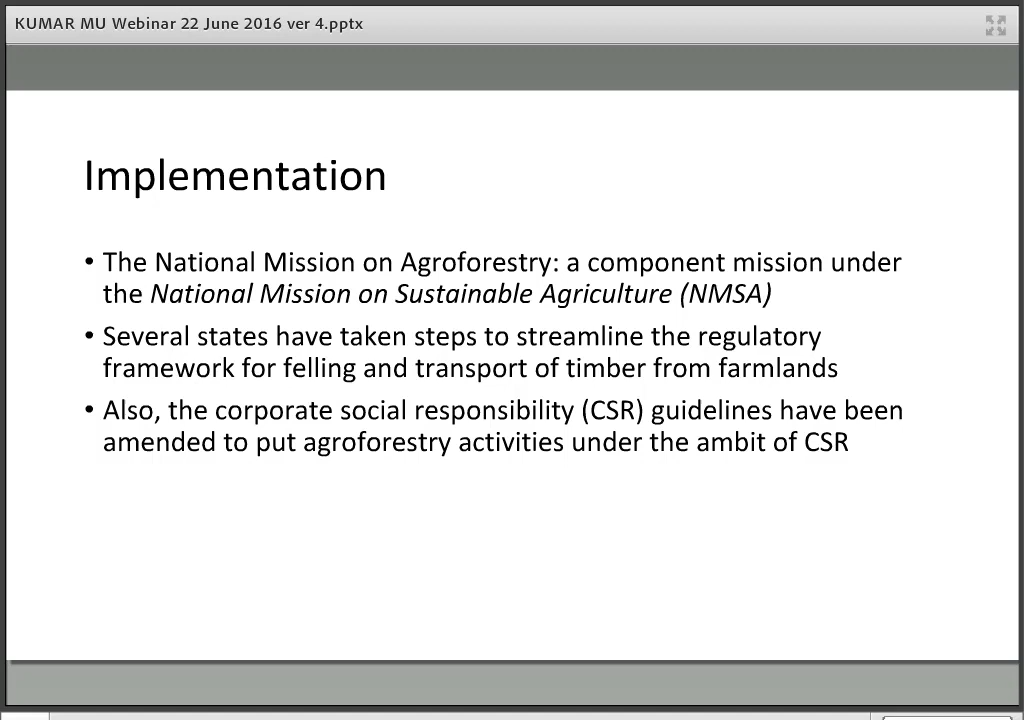 KUMAR MU Webinar 22 June 2016 ver 4.pptx
Implementation
• The National Mission on Agroforestry: a component mission under
the National Mission on Sustainable Agriculture (NMSA)
• Several states have taken steps to streamline the regulatory
framework for felling and transport of timber from farmlands
• Also, the corporate social responsibility (CSR) guidelines have been
amended to put agroforestry activities under the ambit of CSR